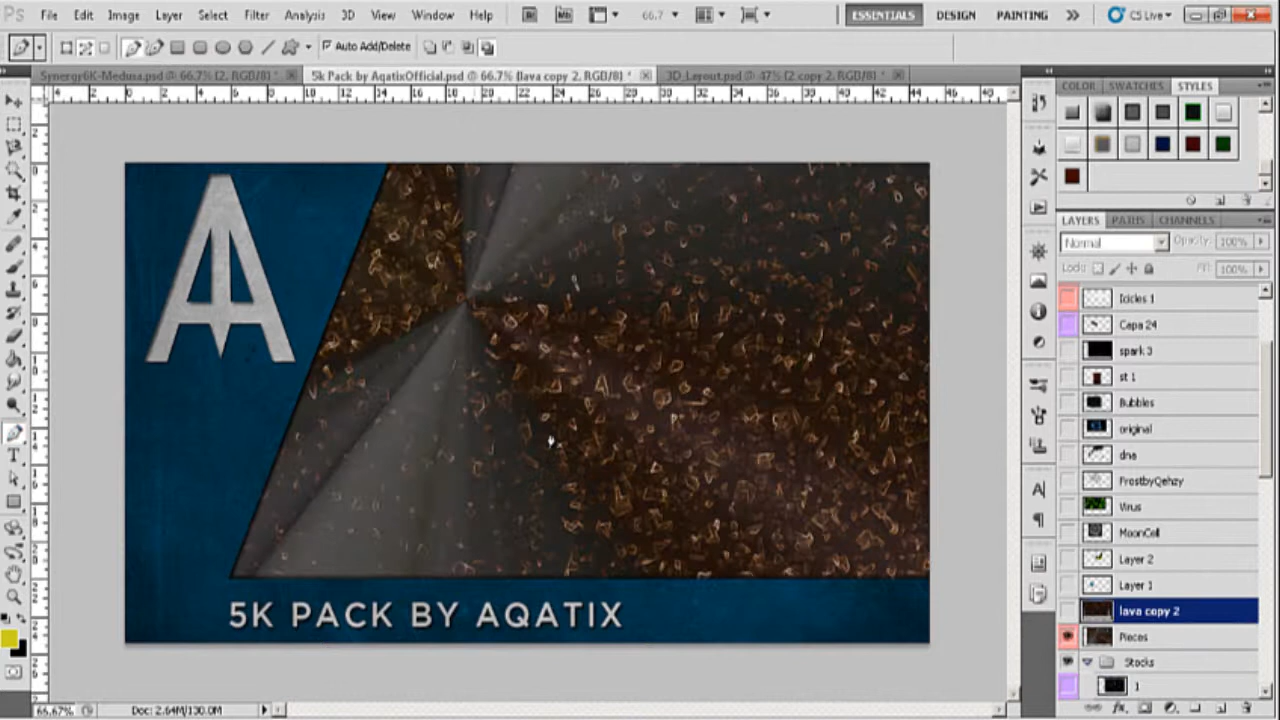 Ps File Edit Image Layer Select Filter Analysis 3D View Window Help Br Mb 66.7 ESSENTIALS DESIGN PAINTING CS Live
Auto Add/Delete
Synergy6K-Medusa.psd @ 66.7% (2, RGB/8) *
5k Pack by AqatixOfficial.psd @ 66.7% (lava copy 2, RGB/8) *
3D_Layout.psd @ 47% (2 copy 2, RGB/8) *
COLOR SWATCHES STYLES
LAYERS PATHS CHANNELS
Normal Opacity: 100%
Lock: Fill: 100%
Icicles 1
Capa 24
spark 3
st 1
Bubbles
original
dna
FrostbyQehzy
Virus
MoonCell
Layer 2
Layer 1
lava copy 2
Pieces
Stocks
1
5K PACK BY AQATIX
66.67% Doc: 2.64M/130.0M